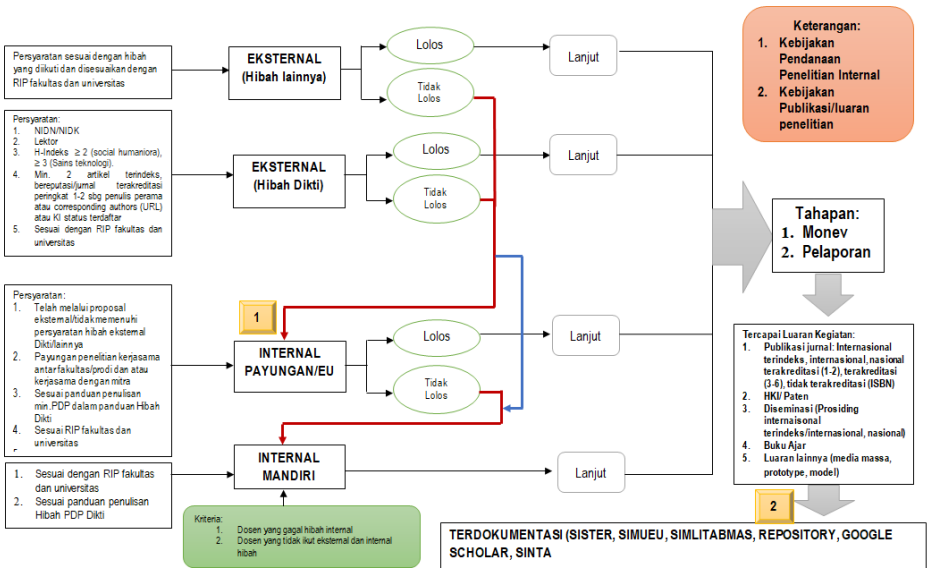 Persyaratan sesuai dengan hibah
yang diikuti dan disesuaikan dengan
RIP fakultas dan universitas
EKSTERNAL
(Hibah lainnya)
Lolos
Tidak
Lolos
Lanjut
Keterangan:
1. Kebijakan
Pendanaan
Penelitian Internal
2. Kebijakan
Publikasi/luaran
penelitian
Persyaratan:
1. NIDN/NIDK
2. Lektor
3. H-Indeks ≥ 2 (social humaniora),
≥ 3 (Sains teknologi).
4. Min. 2 artikel terindeks,
bereputasi/jurnal terakreditasi
peringkat 1-2 sbg penulis perama
atau corresponding authors (URL)
atau KI status terdaftar
5. Sesuai dengan RIP fakultas dan
universitas
EKSTERNAL
(Hibah Dikti)
Lolos
Tidak
Lolos
Lanjut
Tahapan:
1. Monev
2. Pelaporan
Persyaratan:
1. Telah melalui proposal
eksternal/tidak memenuhi
persyaratan hibah eksternal
Dikti/lainnya
2. Payungan penelitian kerjasama
antar fakultas/prodi dan atau
kerjasama dengan mitra
3. Sesuai panduan penulisan
min.PDP dalam panduan Hibah
Dikti
4. Sesuai RIP fakultas dan
universitas
1
INTERNAL
PAYUNGAN/EU
Lolos
Tidak
Lolos
Lanjut
Tercapai Luaran Kegiatan:
1. Publikasi jurnal: Internasional
terindeks, internasional, nasional
terakreditasi (1-2), terakreditasi
(3-6), tidak terakreditasi (ISBN)
2. HKI/ Paten
3. Diseminasi (Prosiding
internaisonal
terindeks/internasional, nasional)
4. Buku Ajar
5. Luaran lainnya (media massa,
prototype, model)
1. Sesuai dengan RIP fakultas
dan universitas
2. Sesuai panduan penulisan
Hibah PDP Dikti
INTERNAL
MANDIRI
Lanjut
Kriteria:
1. Dosen yang gagal hibah internal
2. Dosen yang tidak ikut eksternal dan internal
hibah
2
TERDOKUMENTASI (SISTER, SIMUEU, SIMLITABMAS, REPOSITORY, GOOGLE
SCHOLAR, SINTA